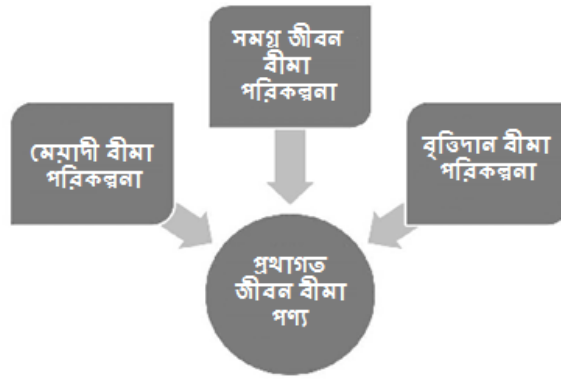 সমগ্র জীবন
বীমা
পরিকল্পনা
মেয়াদী বীমা
পরিকল্পনা
বৃত্তিদান বীমা
পরিকল্পনা
প্রথাগত
জীবন বীমা
পণ্য